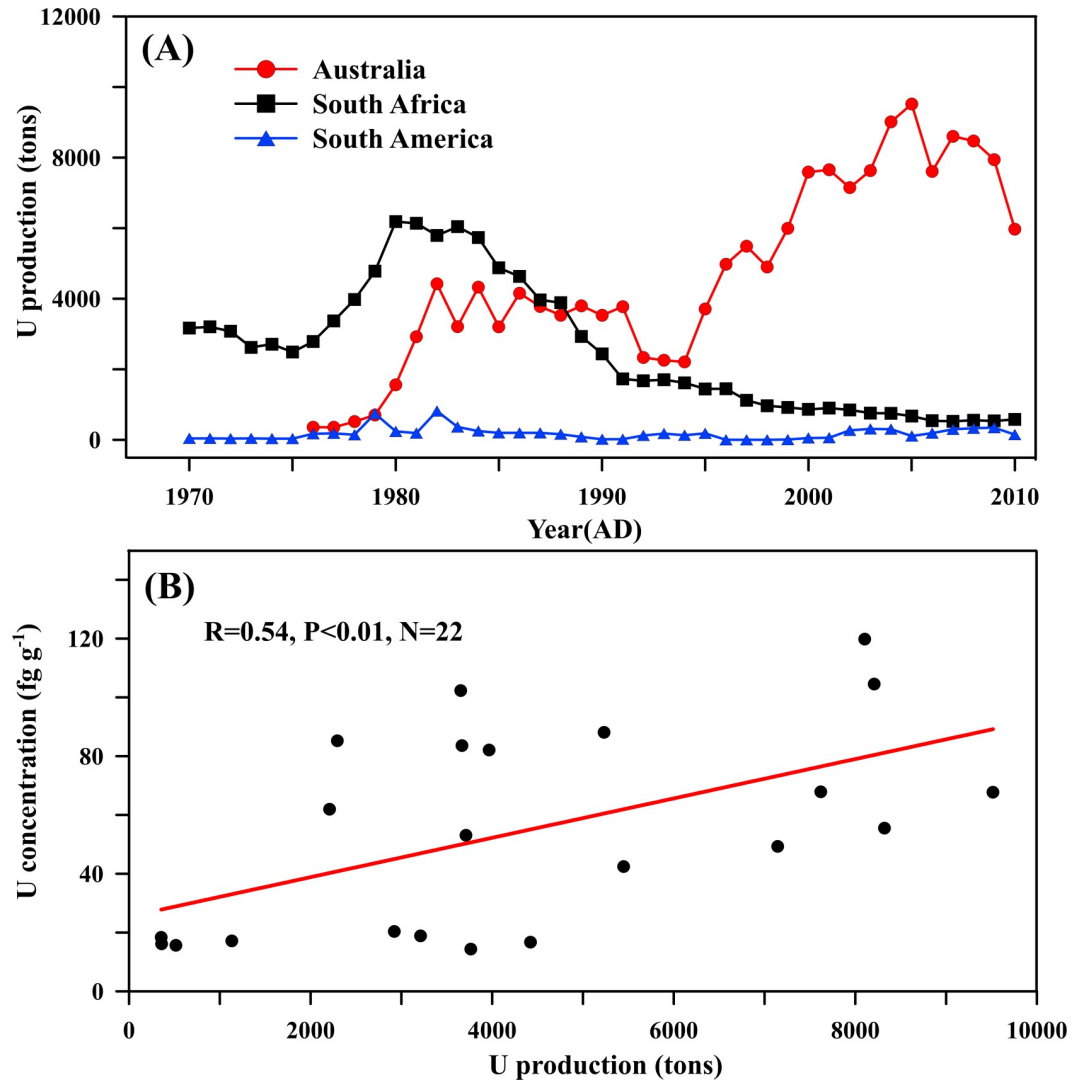 (A)
Australia
South Africa
South America
U production (tons)
12000
8000
4000
0
1970 1980 1990 2000 2010
Year(AD)
(B)
R=0.54, P<0.01, N=22
U concentration (fg g⁻¹)
120
80
40
0
0 2000 4000 6000 8000 10000
U production (tons)